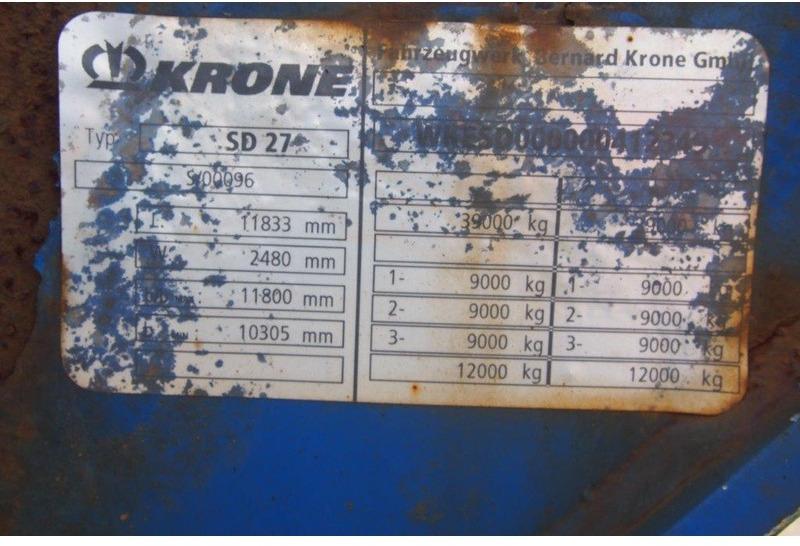 KRONE
Fahrzeugwerk Bernard Krone GmbH
Typ SD 27
L. 11833 mm
W. 2480 mm
11800 mm
10305 mm
39000 kg
1- 9000 kg 1- 9000
2- 9000 kg 2- 9000 kg
3- 9000 kg 3- 9000 kg
12000 kg 12000 kg